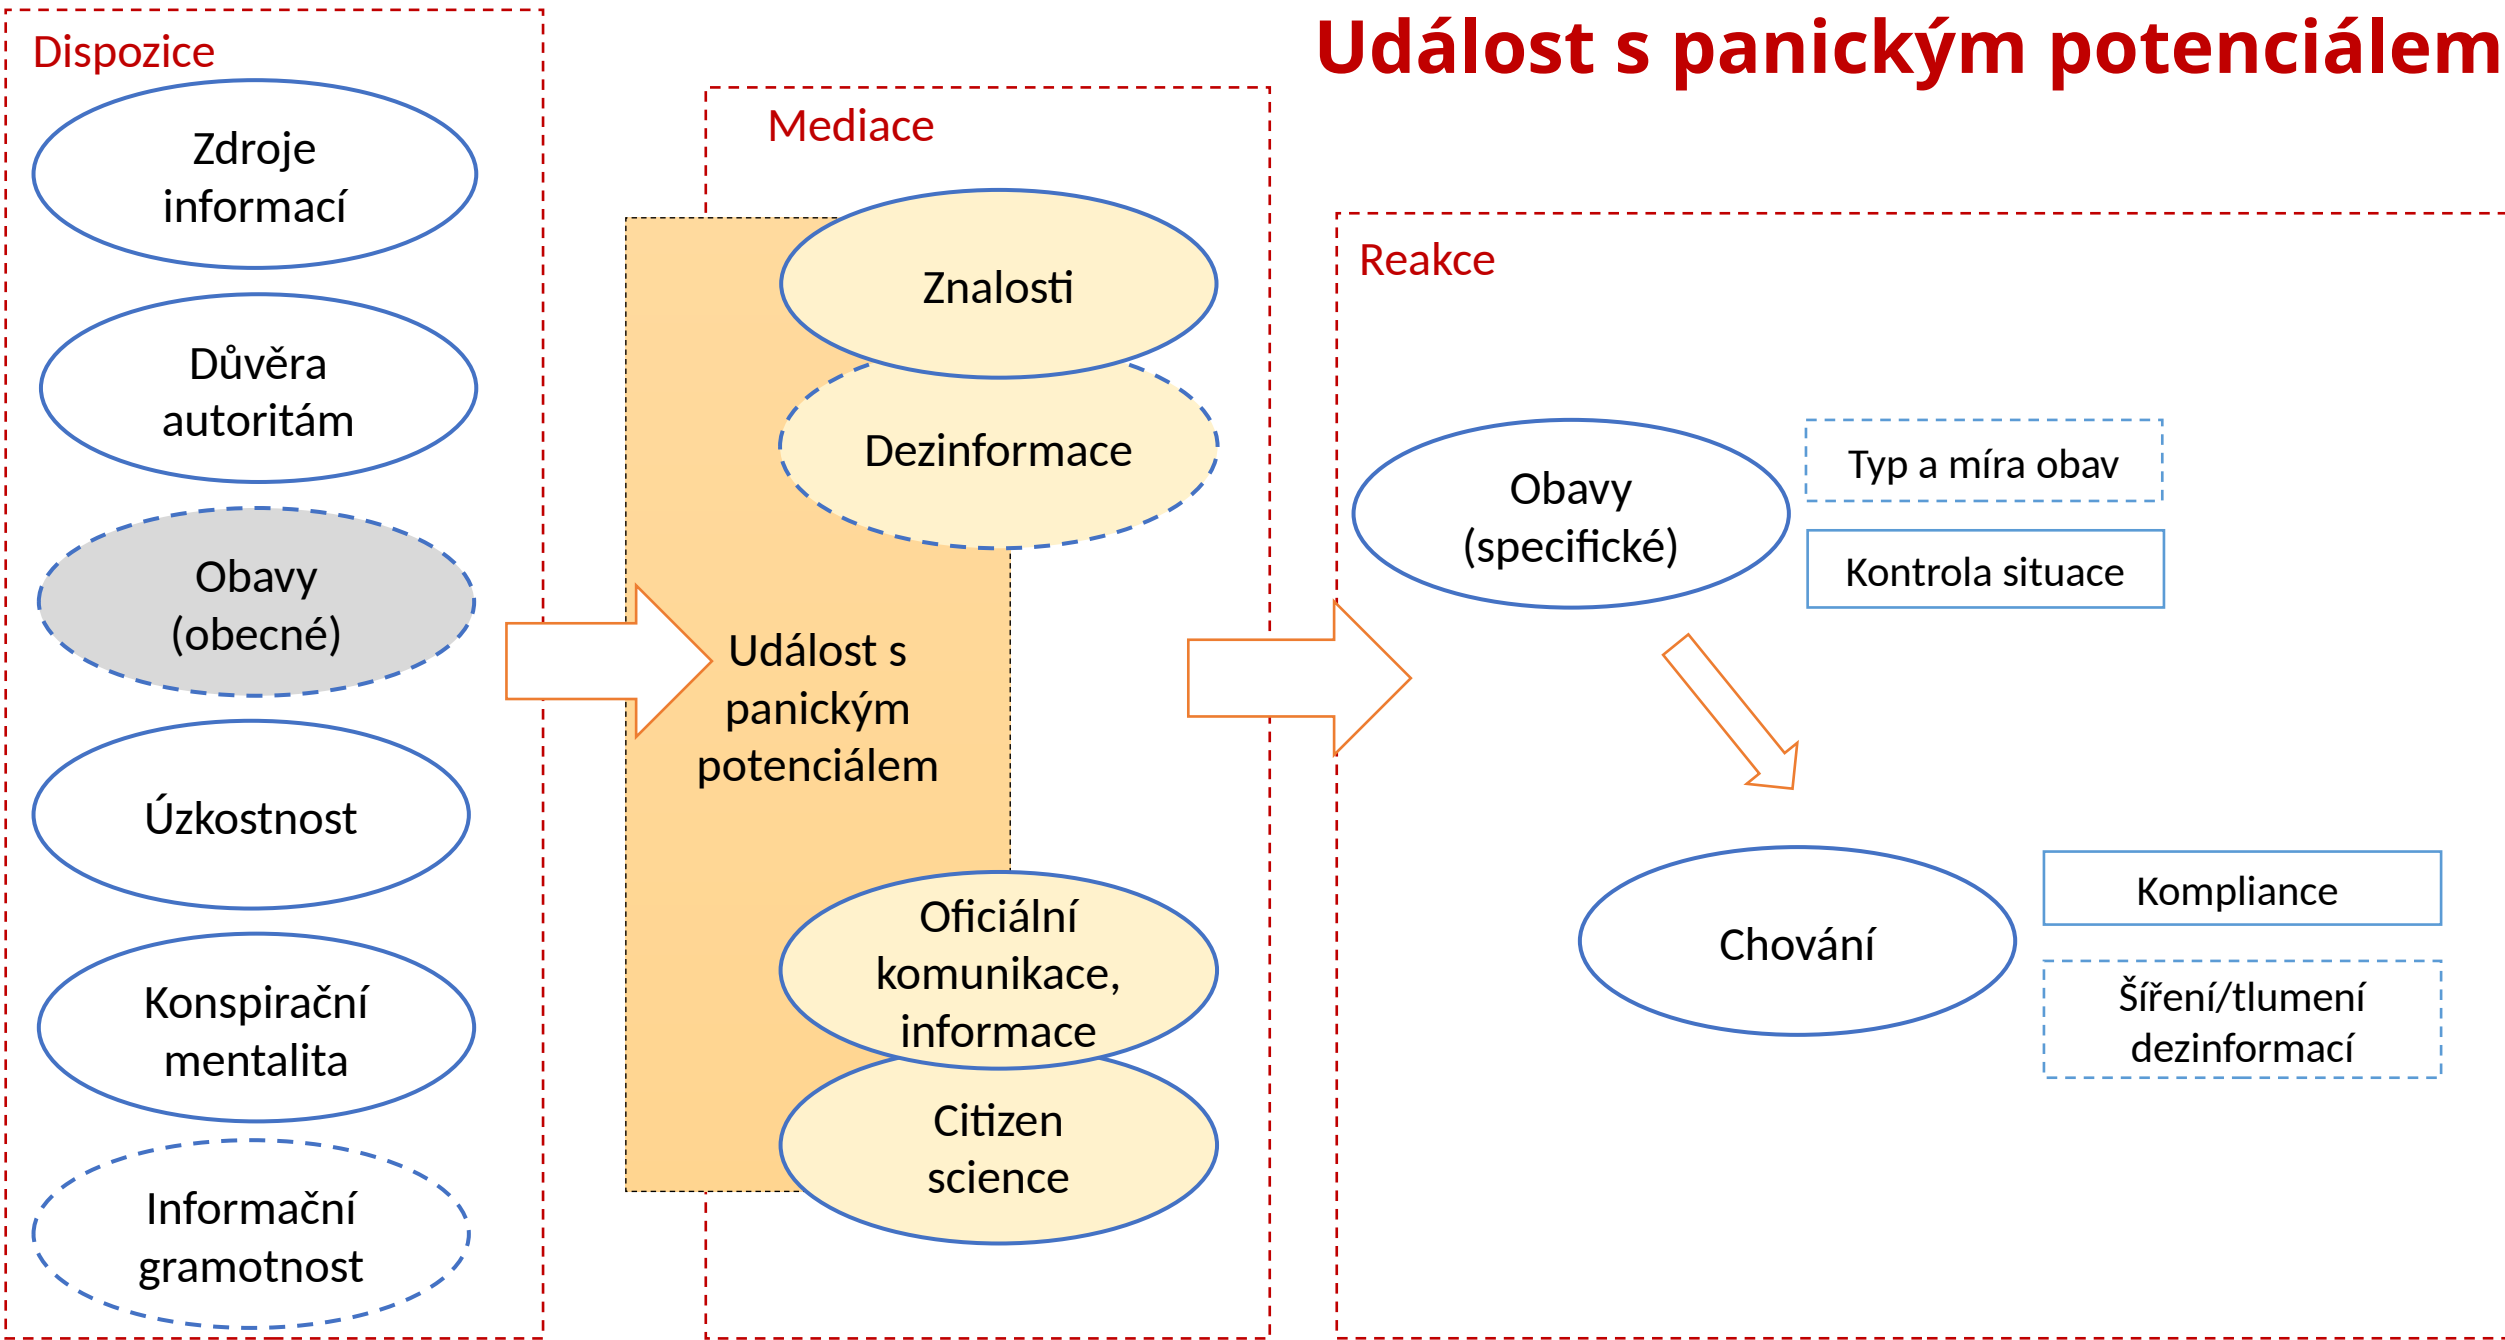 Událost s panickým potenciálem
Dispozice
Zdroje
informací
Důvěra
autoritám
Obavy
(obecné)
Úzkostnost
Konspirační
mentalita
Informační
gramotnost
Mediace
Znalosti
Dezinformace
Událost s
panickým
potenciálem
Oficiální
komunikace,
informace
Citizen
science
Reakce
Obavy
(specifické)
Typ a míra obav
Kontrola situace
Chování
Kompliance
Šíření/tlumení
dezinformací